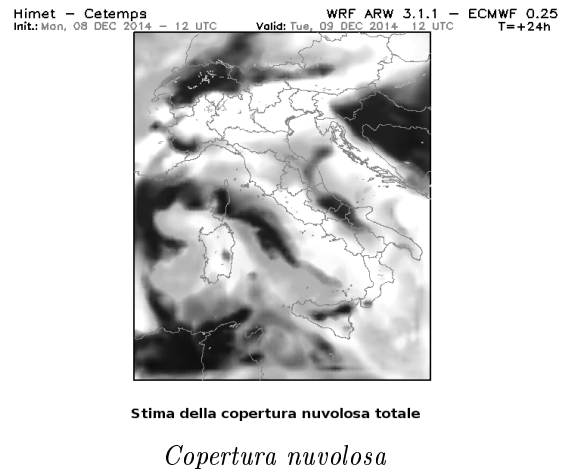 Himet – Cetemps WRF ARW 3.1.1 – ECMWF 0.25
Init.: Mon, 08 DEC 2014 – 12 UTC Valid: Tue, 09 DEC 2014 12 UTC T=+24h
Stima della copertura nuvolosa totale
Copertura nuvolosa